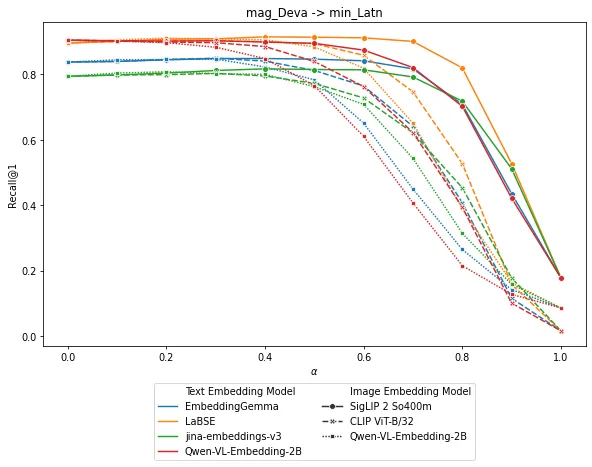 mag_Deva -> min_Latn
Recall@1
0.8
0.6
0.4
0.2
0.0
0.0 0.2 0.4 0.6 0.8 1.0
α
Text Embedding Model
EmbeddingGemma
LaBSE
jina-embeddings-v3
Qwen-VL-Embedding-2B
Image Embedding Model
SigLIP 2 So400m
CLIP ViT-B/32
Qwen-VL-Embedding-2B